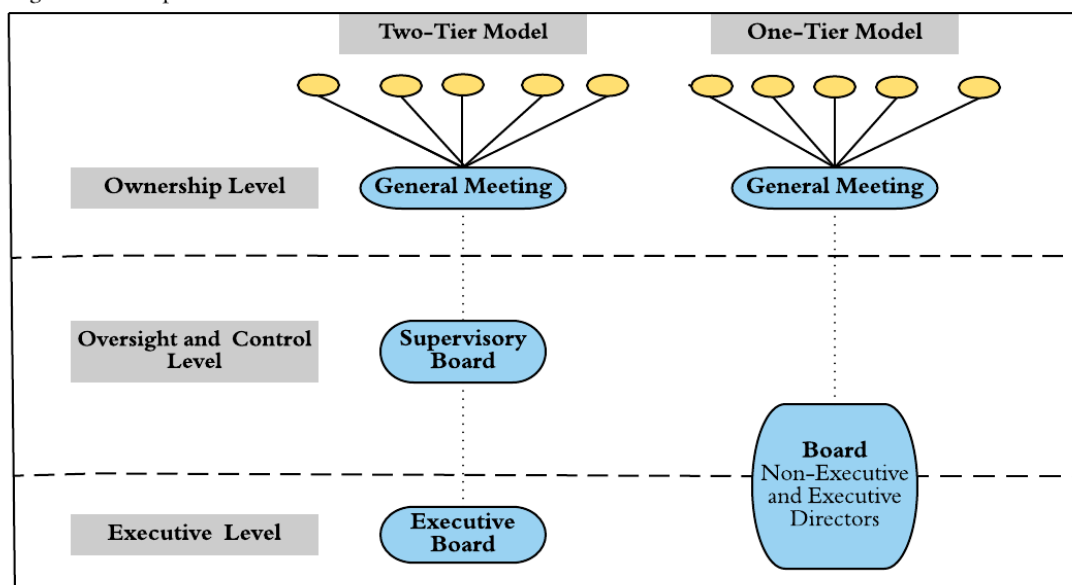 Two-Tier Model
One-Tier Model
Ownership Level
General Meeting
General Meeting
Oversight and Control
Level
Supervisory
Board
Board
Non-Executive
and Executive
Directors
Executive Level
Executive
Board